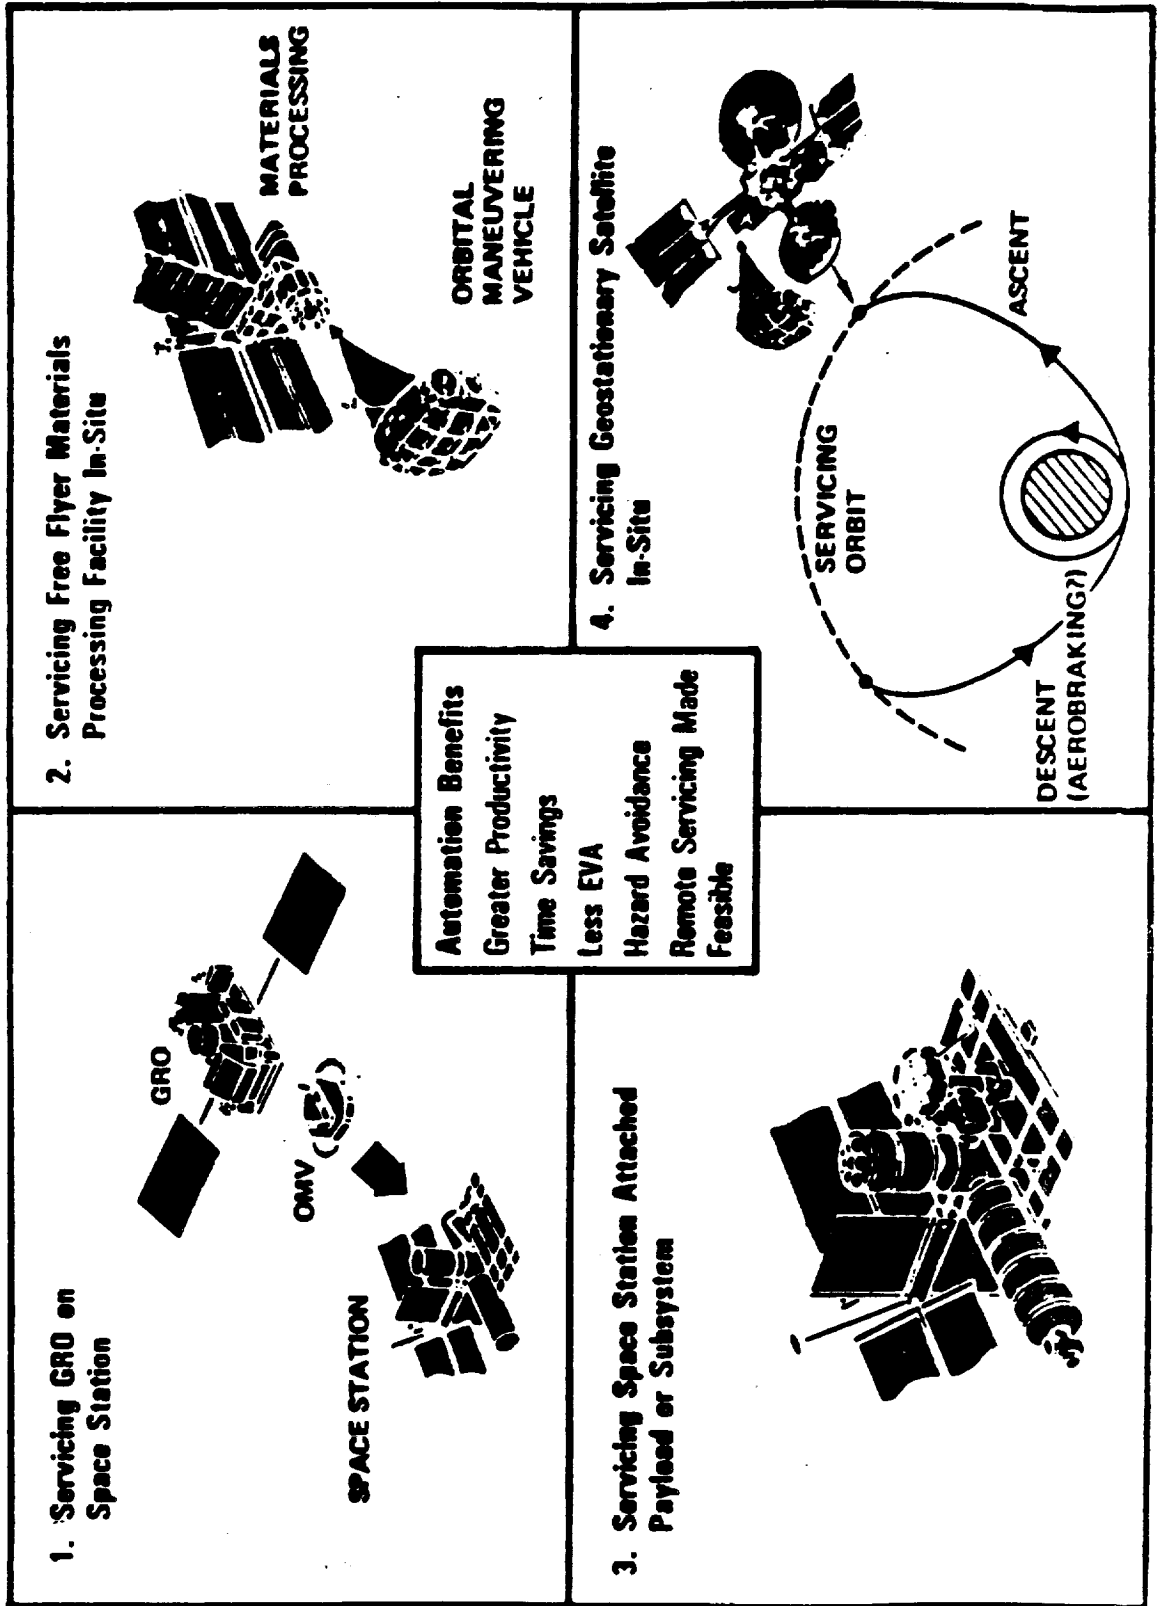 1. Servicing GRO on
Space Station
GRO
OMV
SPACE STATION
2. Servicing Free Flyer Materials
Processing Facility In-Situ
MATERIALS
PROCESSING
ORBITAL
MANEUVERING
VEHICLE
Automation Benefits
Greater Productivity
Time Savings
Less EVA
Hazard Avoidance
Remote Servicing Made
Feasible
3. Servicing Space Station Attached
Payload or Subsystem
4. Servicing Geostationary Satellite
In-Situ
SERVICING
ORBIT
ASCENT
DESCENT
(AEROBRAKING?)